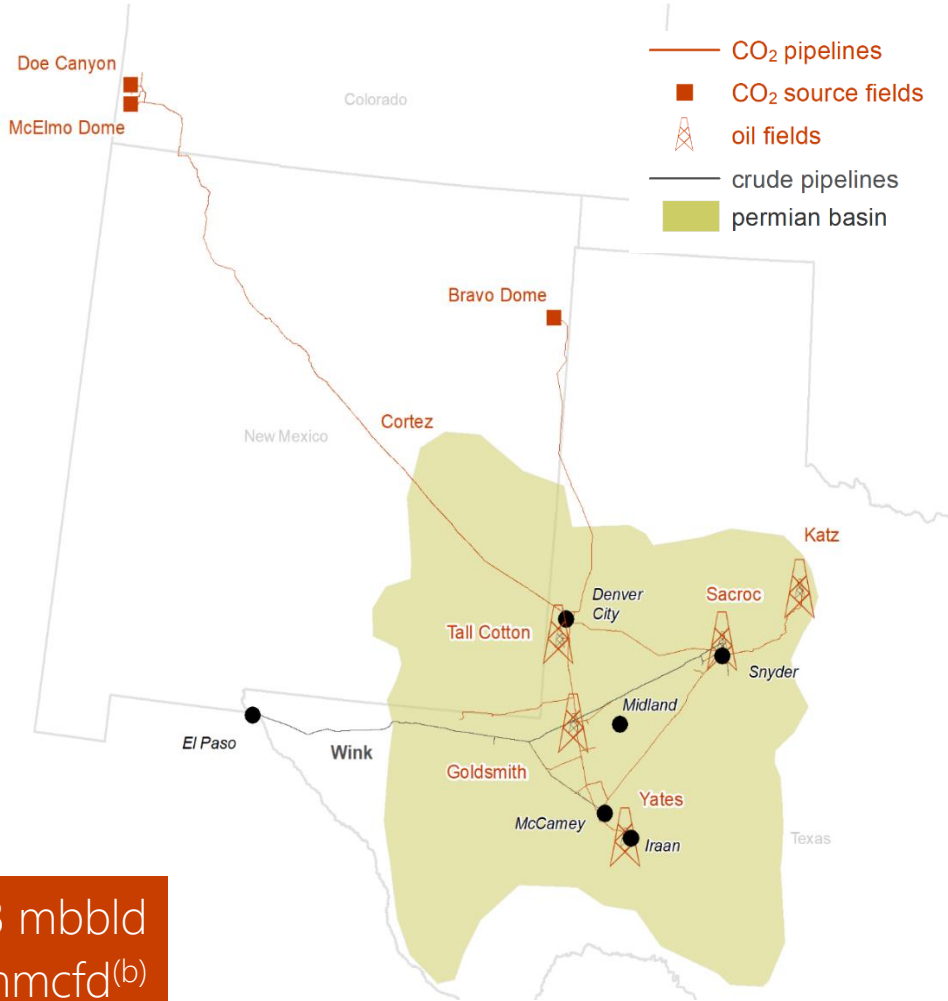 Doe Canyon
McElmo Dome
Colorado
CO₂ pipelines
CO₂ source fields
oil fields
crude pipelines
permian basin
Bravo Dome
Cortez
New Mexico
Katz
Denver
City
Sacroc
Tall Cotton
Snyder
Midland
El Paso
Wink
Goldsmith
Yates
McCamey
Iraan
Texas
mbbld
mmcfd(b)